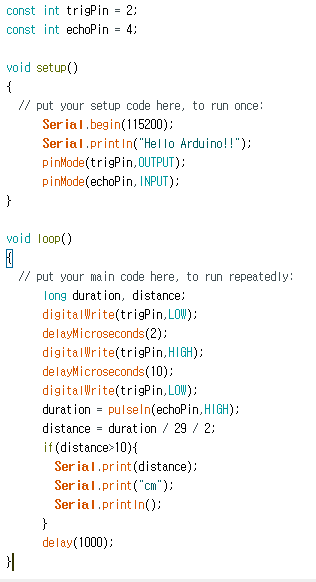 const int trigPin = 2;
const int echoPin = 4;
void setup()
{
// put your setup code here, to run once:
Serial.begin(115200);
Serial.println("Hello Arduino!!");
pinMode(trigPin,OUTPUT);
pinMode(echoPin,INPUT);
}
void loop()
{
// put your main code here, to run repeatedly:
long duration, distance;
digitalWrite(trigPin,LOW);
delayMicroseconds(2);
digitalWrite(trigPin,HIGH);
delayMicroseconds(10);
digitalWrite(trigPin,LOW);
duration = pulseIn(echoPin,HIGH);
distance = duration / 29 / 2;
if(distance>10){
Serial.print(distance);
Serial.print("cm");
Serial.println();
}
delay(1000);
}